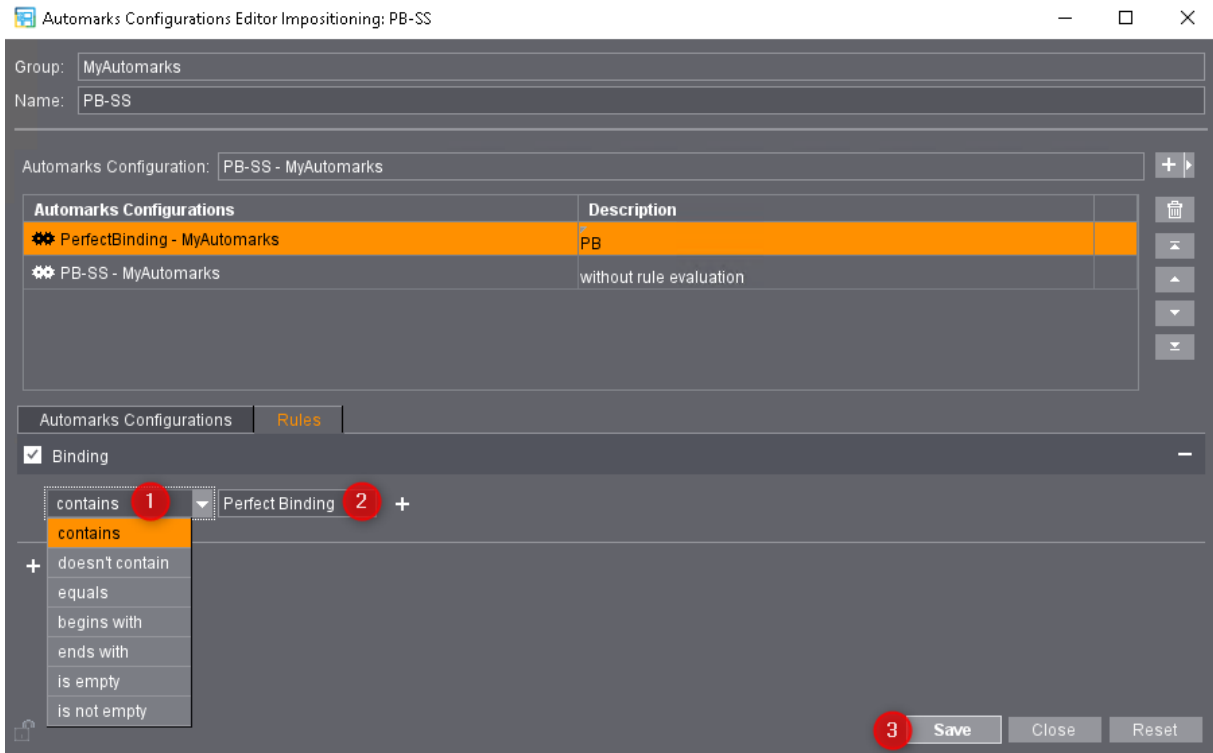 Automarks Configurations Editor Impositioning: PB-SS
Group: MyAutomarks
Name: PB-SS
Automarks Configuration: PB-SS - MyAutomarks
Automarks Configurations Description
PerfectBinding - MyAutomarks PB
PB-SS - MyAutomarks without rule evaluation
Automarks Configurations Rules
Binding
contains 1 Perfect Binding 2 +
contains
+ doesn't contain
equals
begins with
ends with
is empty
is not empty
3 Save Close Reset